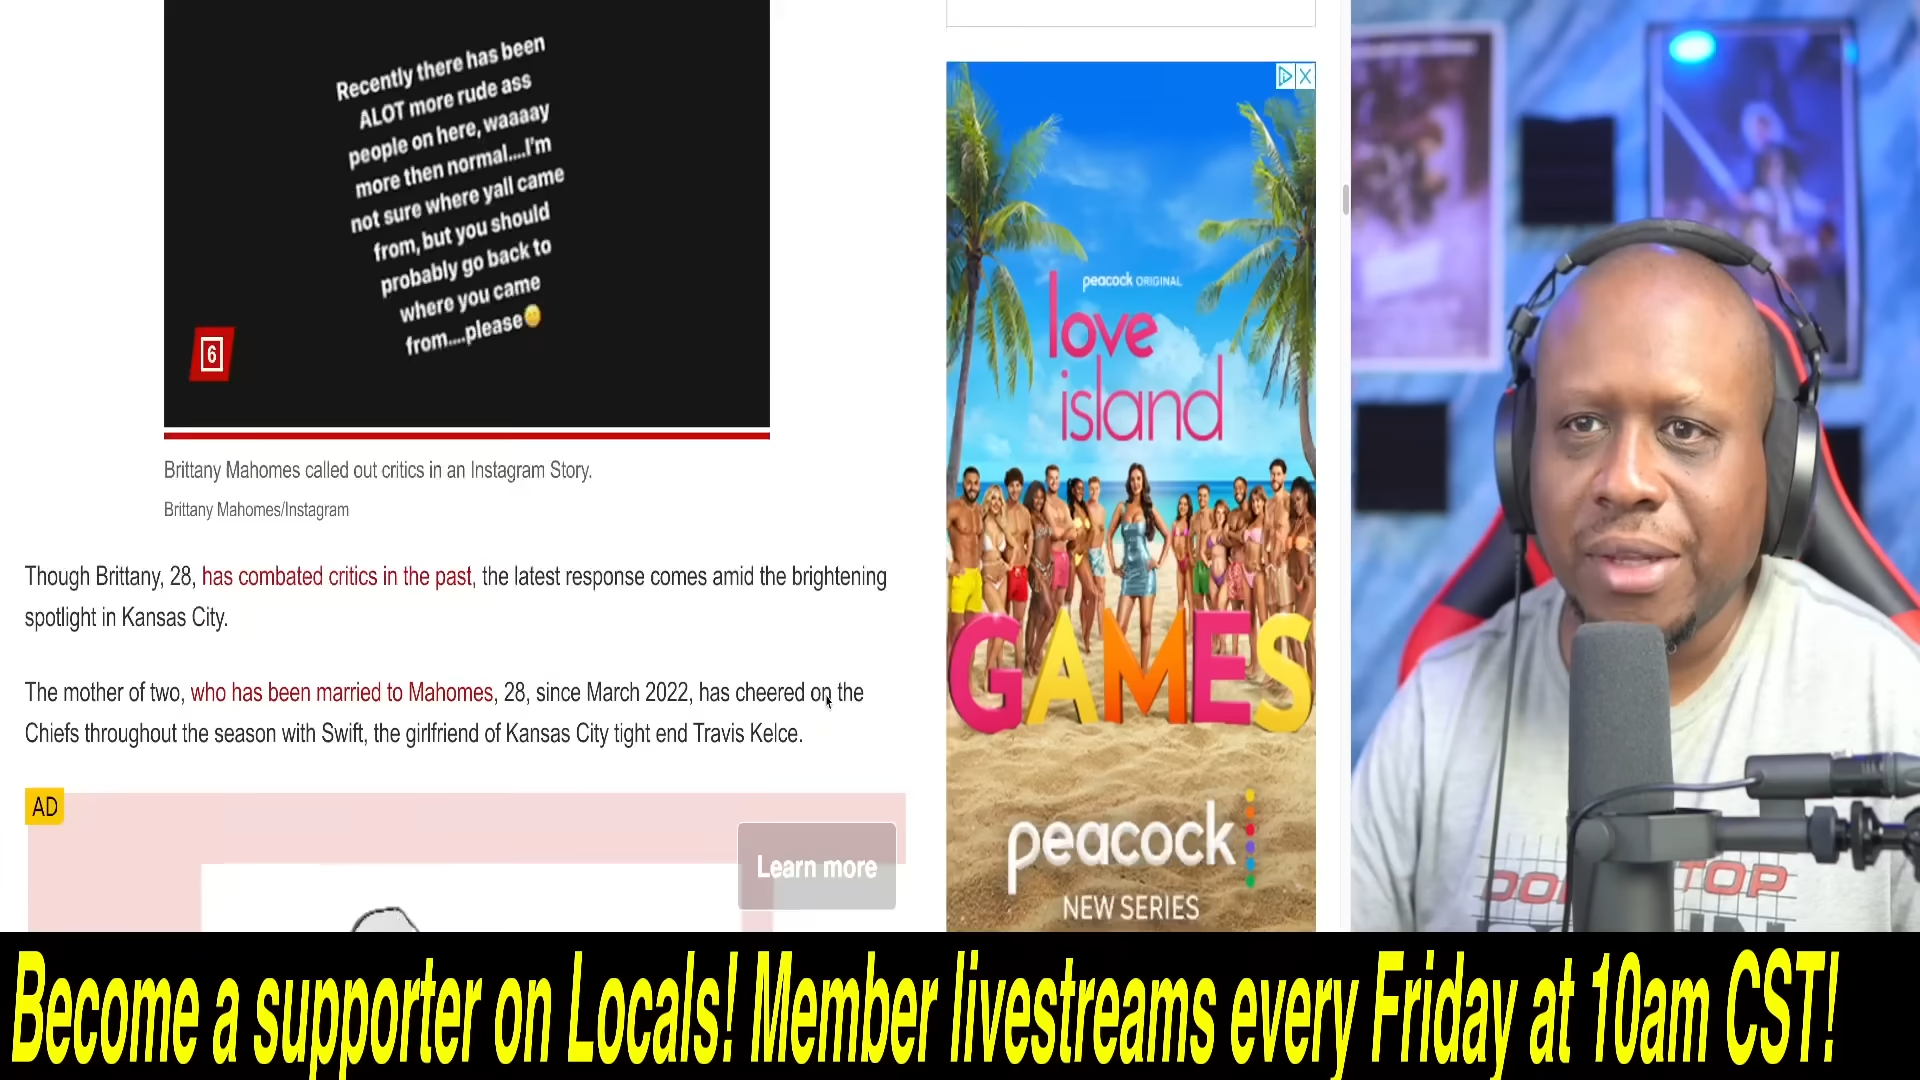 Recently there has been
ALOT more rude ass
people on here, waaaay
more then normal....I'm
not sure where yall came
from, but you should
probably go back to
where you came
from....please
6
Brittany Mahomes called out critics in an Instagram Story.
Brittany Mahomes/Instagram
Though Brittany, 28, has combated critics in the past, the latest response comes amid the brightening
spotlight in Kansas City.
The mother of two, who has been married to Mahomes, 28, since March 2022, has cheered on the
Chiefs throughout the season with Swift, the girlfriend of Kansas City tight end Travis Kelce.
AD
Learn more
peacock ORIGINAL
love
island
GAMES
peacock
NEW SERIES
TOP
Become a supporter on Locals! Member livestreams every Friday at 10am CST!